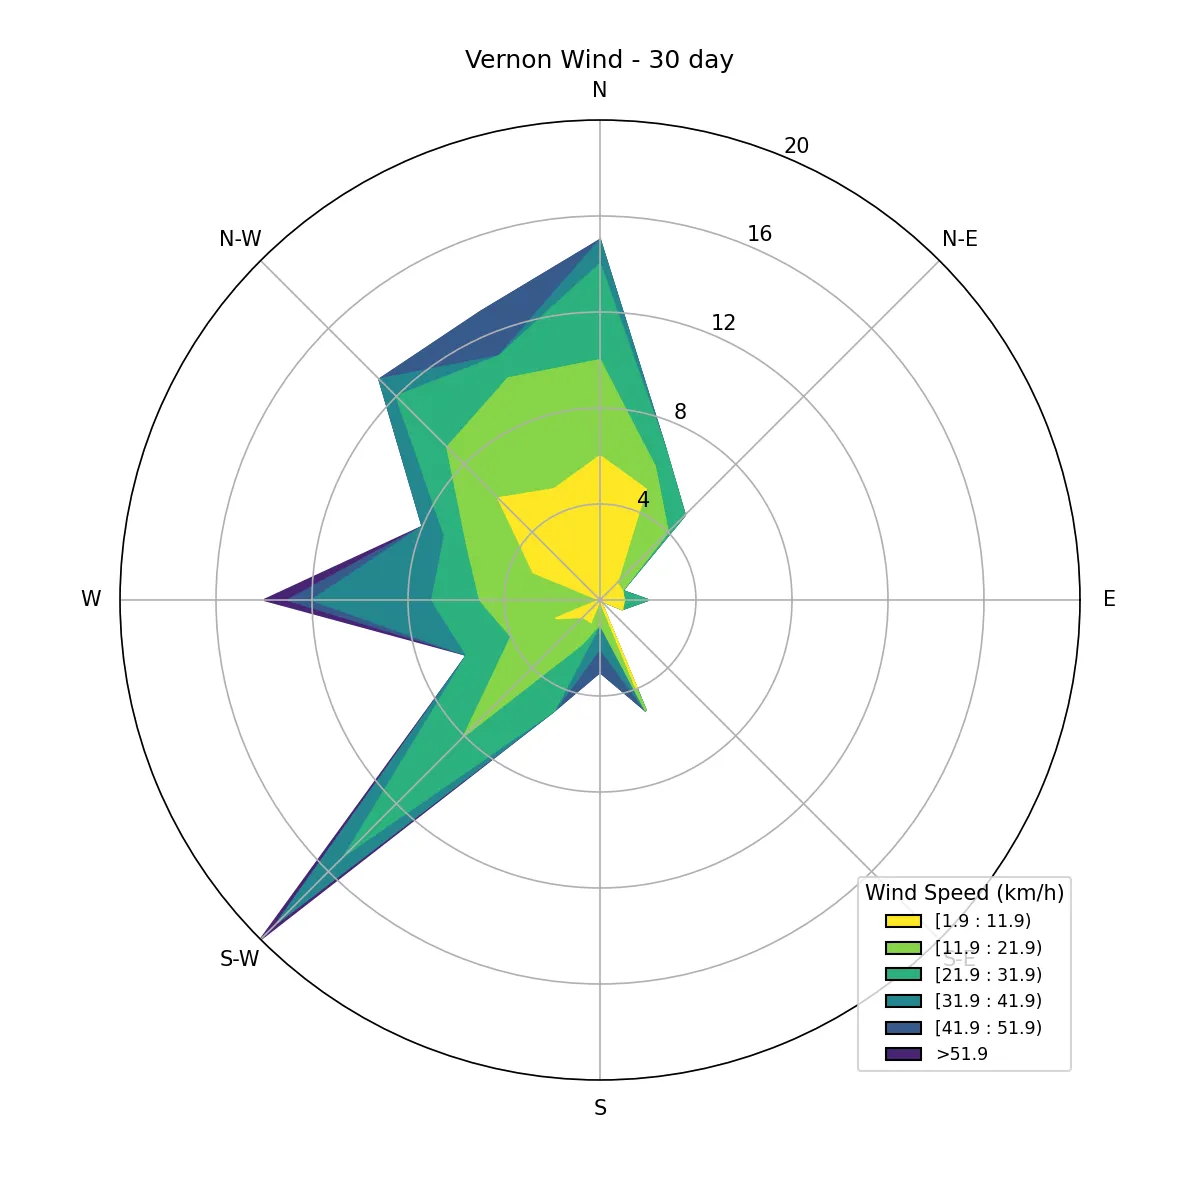 Vernon Wind - 30 day
N
20
16
N-W
N-E
12
8
4
W
E
Wind Speed (km/h)
[1.9 : 11.9)
[11.9 : 21.9)
S-W
S-E
[21.9 : 31.9)
[31.9 : 41.9)
[41.9 : 51.9)
>51.9
S